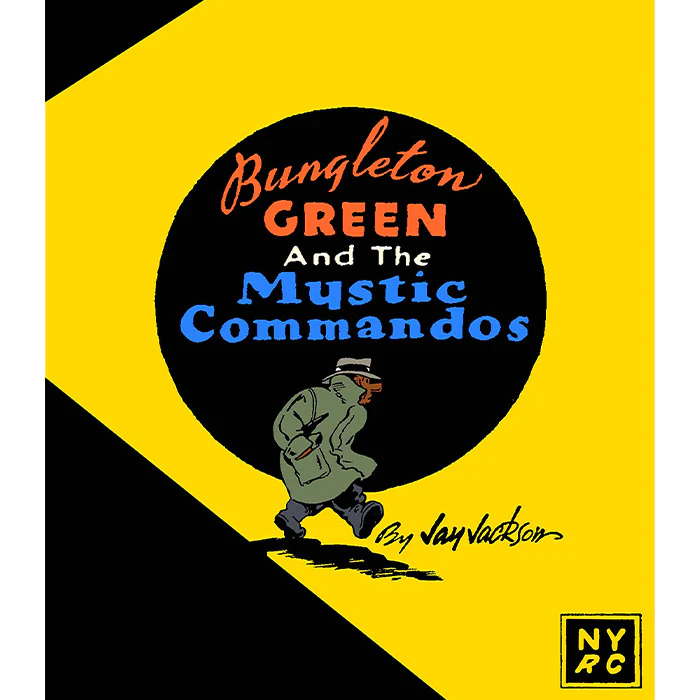 Bungleton
GREEN
And The
Mystic
Commandos
By Jay Jackson
NY
RC